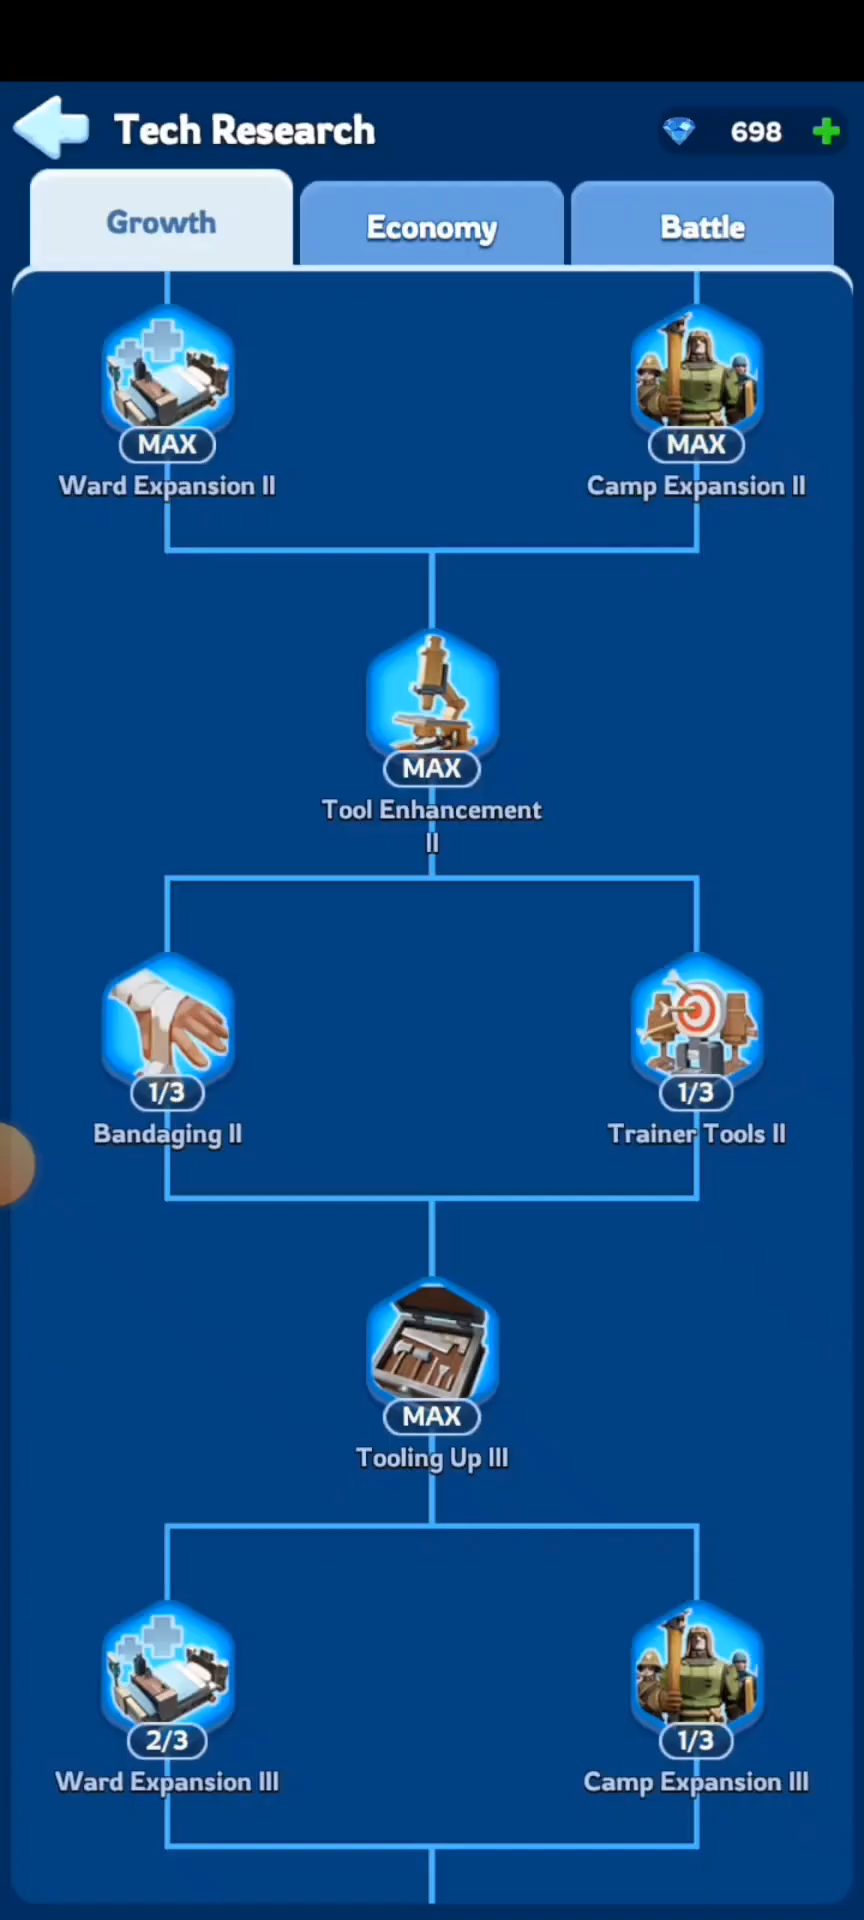 Tech Research
698
Growth
Economy
Battle
MAX
MAX
Ward Expansion II
Camp Expansion II
MAX
Tool Enhancement
II
1/3
1/3
Bandaging II
Trainer Tools II
MAX
Tooling Up III
2/3
1/3
Ward Expansion III
Camp Expansion III